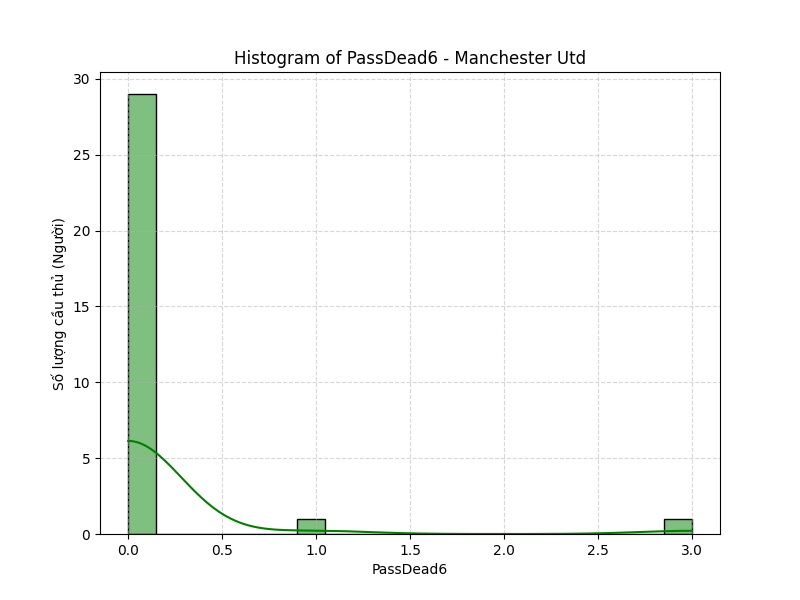 Histogram of PassDead6 - Manchester Utd
Số lượng cầu thủ (Người)
30
25
20
15
10
5
0
0.0 0.5 1.0 1.5 2.0 2.5 3.0
PassDead6